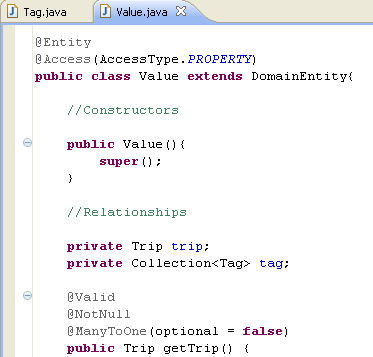 Tag.java Value.java
@Entity
@Access(AccessType.PROPERTY)
public class Value extends DomainEntity{
//Constructors
public Value(){
super();
}
//Relationships
private Trip trip;
private Collection<Tag> tag;
@Valid
@NotNull
@ManyToOne(optional = false)
public Trip getTrip() {